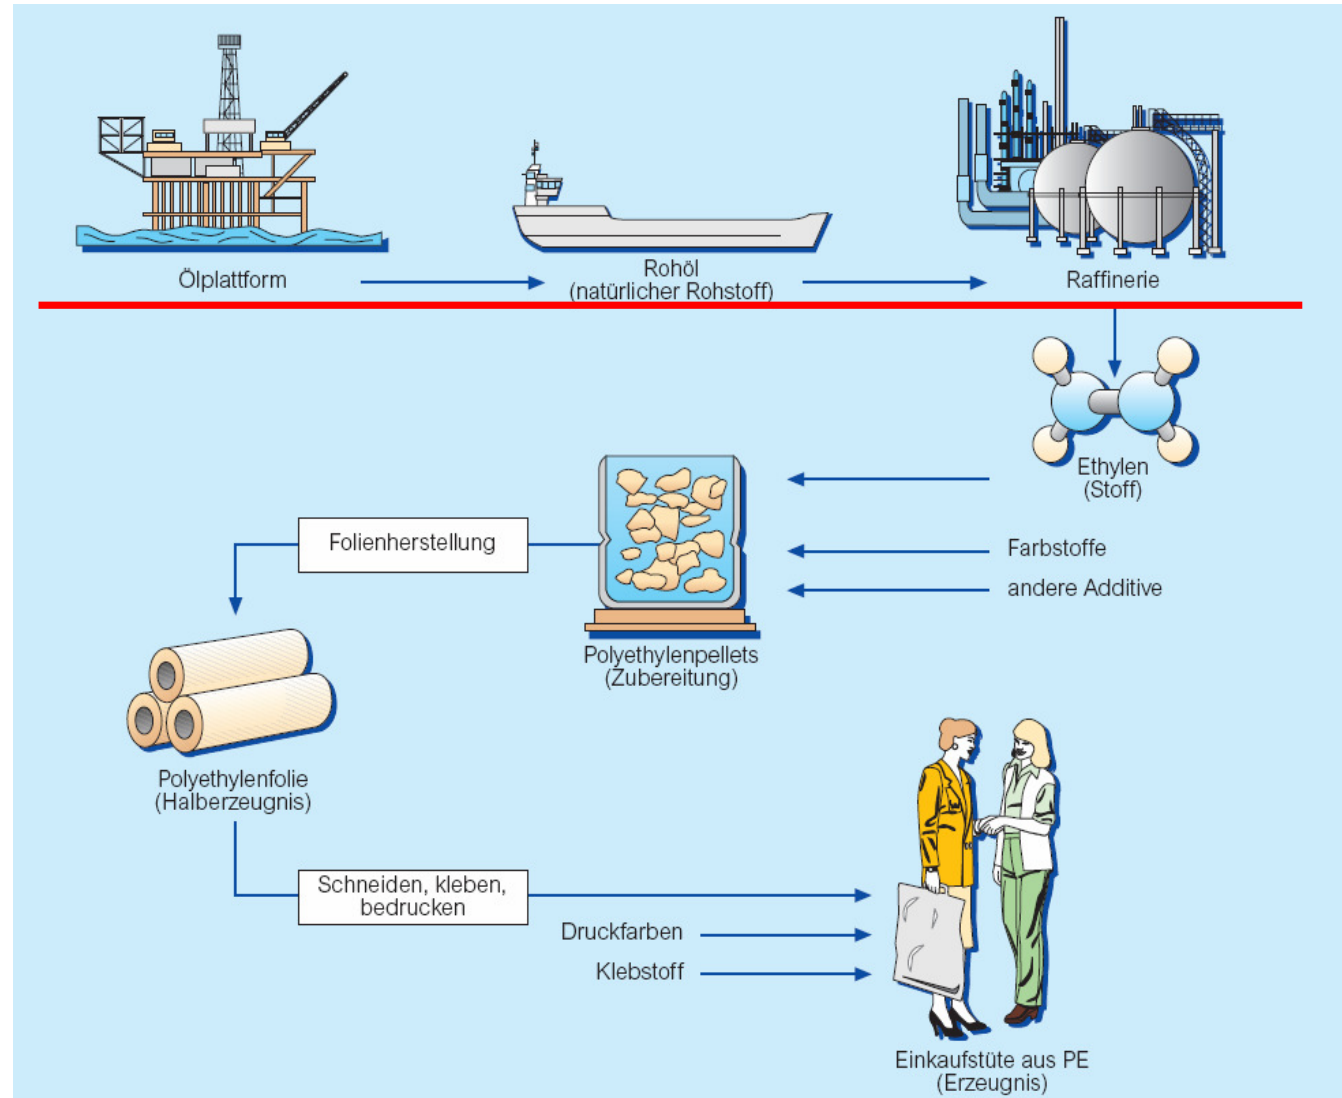 Ölplattform
Rohöl
(natürlicher Rohstoff)
Raffinerie
Ethylen
(Stoff)
Farbstoffe
andere Additive
Folienherstellung
Polyethylenpellets
(Zubereitung)
Polyethylenfolie
(Halberzeugnis)
Schneiden, kleben,
bedrucken
Druckfarben
Klebstoff
Einkaufstüte aus PE
(Erzeugnis)